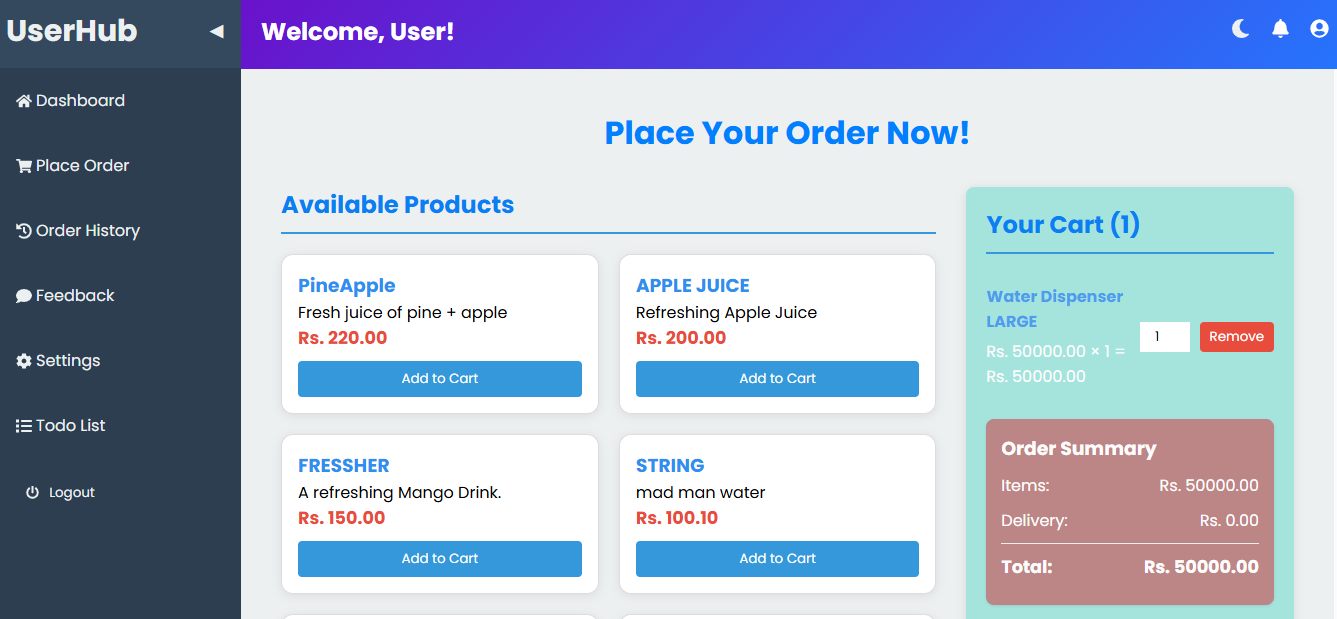 UserHub
Welcome, User!
Dashboard
Place Order
Order History
Feedback
Settings
Todo List
Logout
Place Your Order Now!
Available Products
PineApple
Fresh juice of pine + apple
Rs. 220.00
Add to Cart
APPLE JUICE
Refreshing Apple Juice
Rs. 200.00
Add to Cart
FRESSHER
A refreshing Mango Drink.
Rs. 150.00
Add to Cart
STRING
mad man water
Rs. 100.10
Add to Cart
Your Cart (1)
Water Dispenser
LARGE
Rs. 50000.00 × 1 =
Rs. 50000.00
1
Remove
Order Summary
Items: Rs. 50000.00
Delivery: Rs. 0.00
Total: Rs. 50000.00